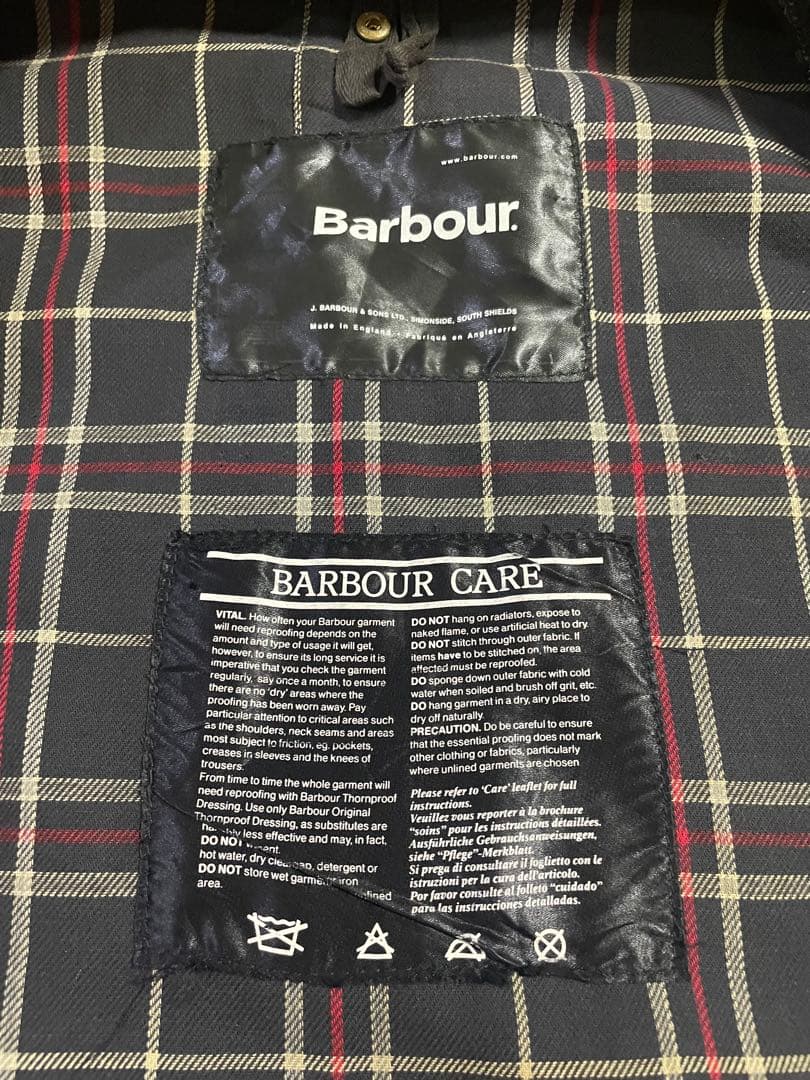 www.barbour.com
Barbour.
J. BARBOUR & SONS LTD., SIMONSIDE, SOUTH SHIELDS
Made in England · Fabriqué en Angleterre
BARBOUR CARE
VITAL. How often your Barbour garment
will need reproofing depends on the
amount and type of usage it will get,
however, to ensure its long service it is
imperative that you check the garment
regularly, say once a month, to ensure
there are no 'dry' areas where the
proofing has been worn away. Pay
particular attention to critical areas such
as the shoulders, neck seams and areas
most subject to friction, eg. pockets,
creases in sleeves and the knees of
trousers.
From time to time the whole garment will
need reproofing with Barbour Thornproof
Dressing. Use only Barbour Original
Thornproof Dressing, as substitutes are
less effective and may, in fact,
DO NOT
hot water, dry detergent or
DO NOT store wet iron
area.
DO NOT hang on radiators, expose to
naked flame, or use artificial heat to dry.
DO NOT stitch through outer fabric. If
items have to be stitched on, the area
affected must be reproofed.
DO sponge down outer fabric with cold
water when soiled and brush off grit, etc.
DO hang garment in a dry, airy place to
dry off naturally.
PRECAUTION. Do be careful to ensure
that the essential proofing does not mark
other clothing or fabrics, particularly
where unlined garments are chosen
Please refer to 'Care' leaflet for full
instructions.
Veuillez vous reporter à la brochure
"soins" pour les instructions détaillées.
Ausführliche Gebrauchsanweisungen,
siehe "Pflege"-Merkblatt.
Si prega di consultare il foglietto con le
istruzioni per la cura dell'articolo.
Por favor consulte al folleto "cuidado"
para las instrucciones detalladas.